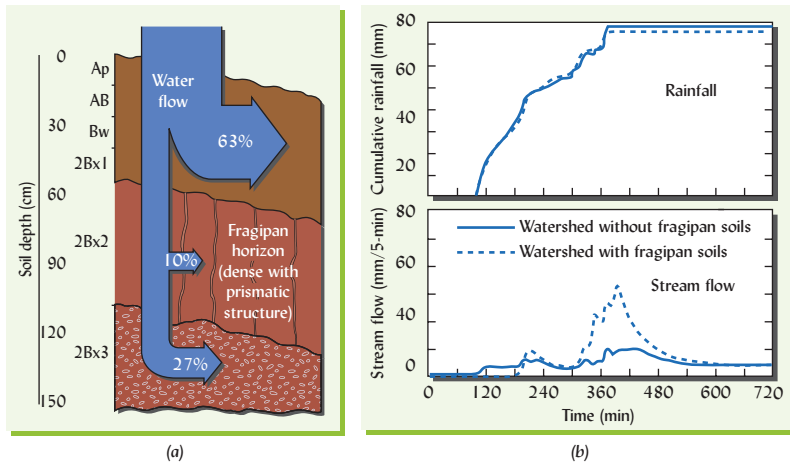 0
30
60
90
120
150
Soil depth (cm)
Ap
AB
Bw
2Bx1
2Bx2
2Bx3
Water
flow
63%
10%
27%
Fragipan
horizon
(dense with
prismatic
structure)
(a)
80
60
40
20
Cumulative rainfall (mm)
Rainfall
80
60
40
20
0
Stream flow (mm/5-min)
Watershed without fragipan soils
Watershed with fragipan soils
Stream flow
0
120
240
360
480
600
720
Time (min)
(b)